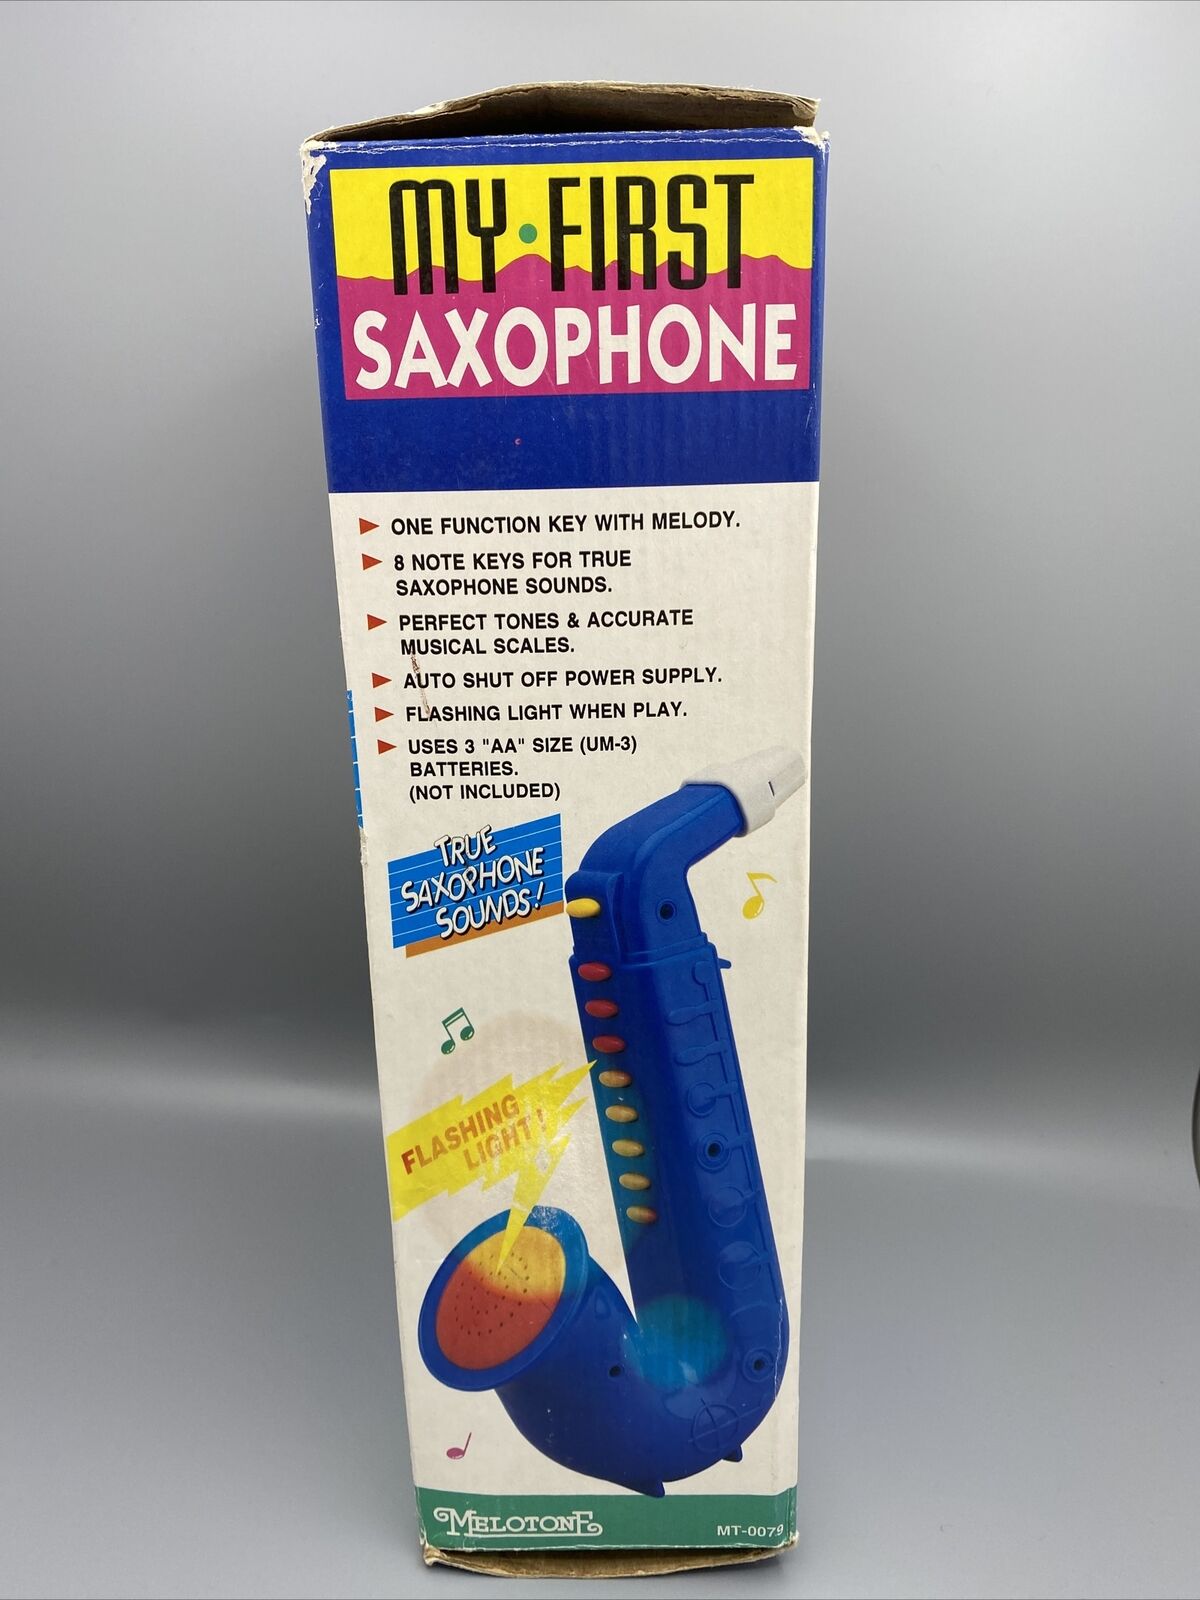 MY·FIRST
SAXOPHONE
ONE FUNCTION KEY WITH MELODY.
8 NOTE KEYS FOR TRUE
SAXOPHONE SOUNDS.
PERFECT TONES & ACCURATE
MUSICAL SCALES.
AUTO SHUT OFF POWER SUPPLY.
FLASHING LIGHT WHEN PLAY.
USES 3 "AA" SIZE (UM-3)
BATTERIES.
(NOT INCLUDED)
TRUE
SAXOPHONE
SOUNDS!
FLASHING
LIGHT!
MELOTONE
MT-0079